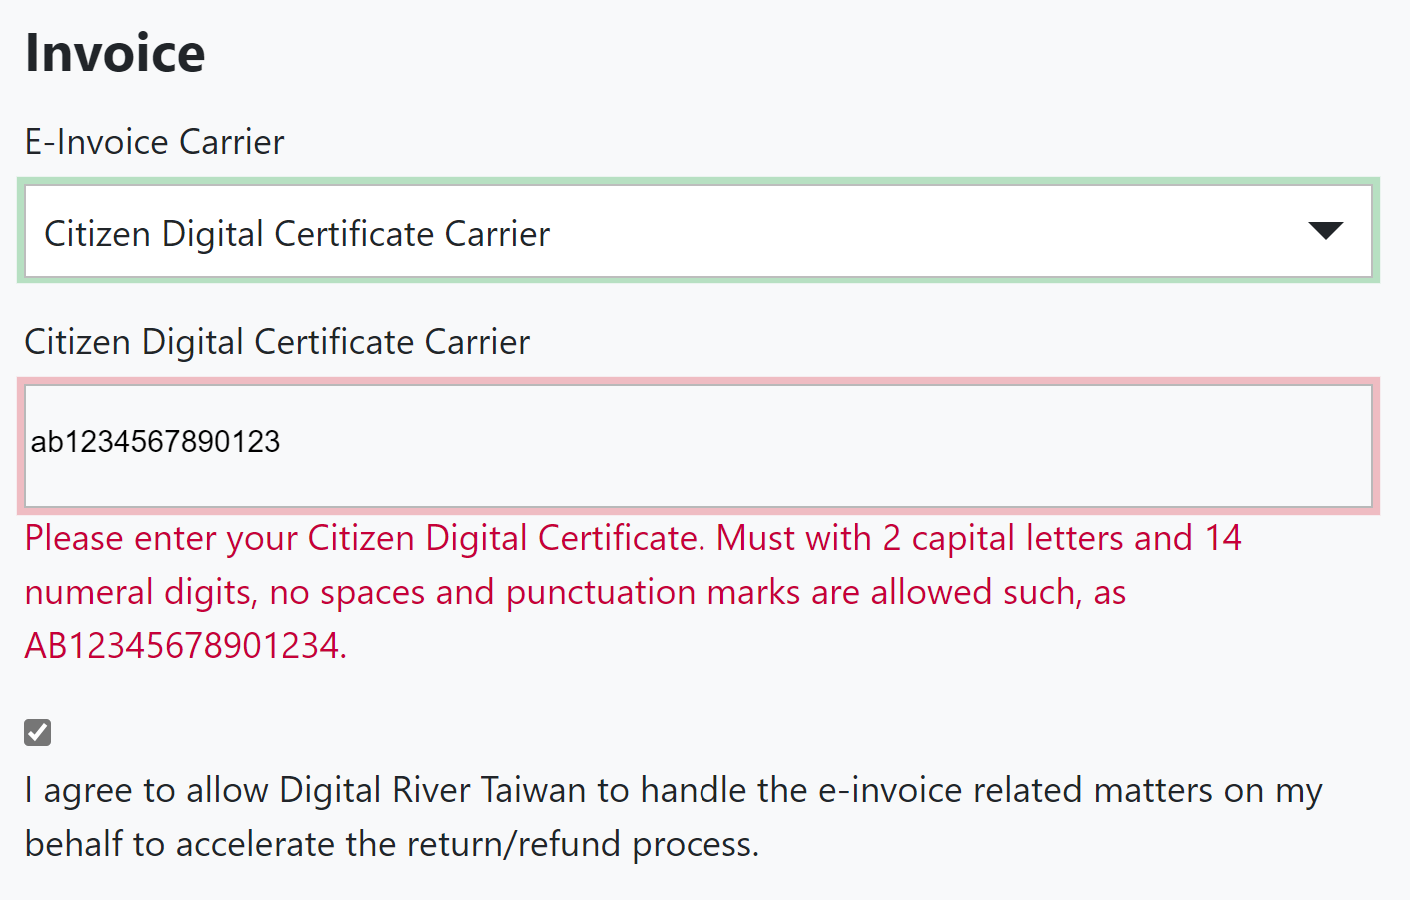 Invoice
E-Invoice Carrier
Citizen Digital Certificate Carrier
Citizen Digital Certificate Carrier
ab1234567890123
Please enter your Citizen Digital Certificate. Must with 2 capital letters and 14
numeral digits, no spaces and punctuation marks are allowed such, as
AB12345678901234.
I agree to allow Digital River Taiwan to handle the e-invoice related matters on my
behalf to accelerate the return/refund process.